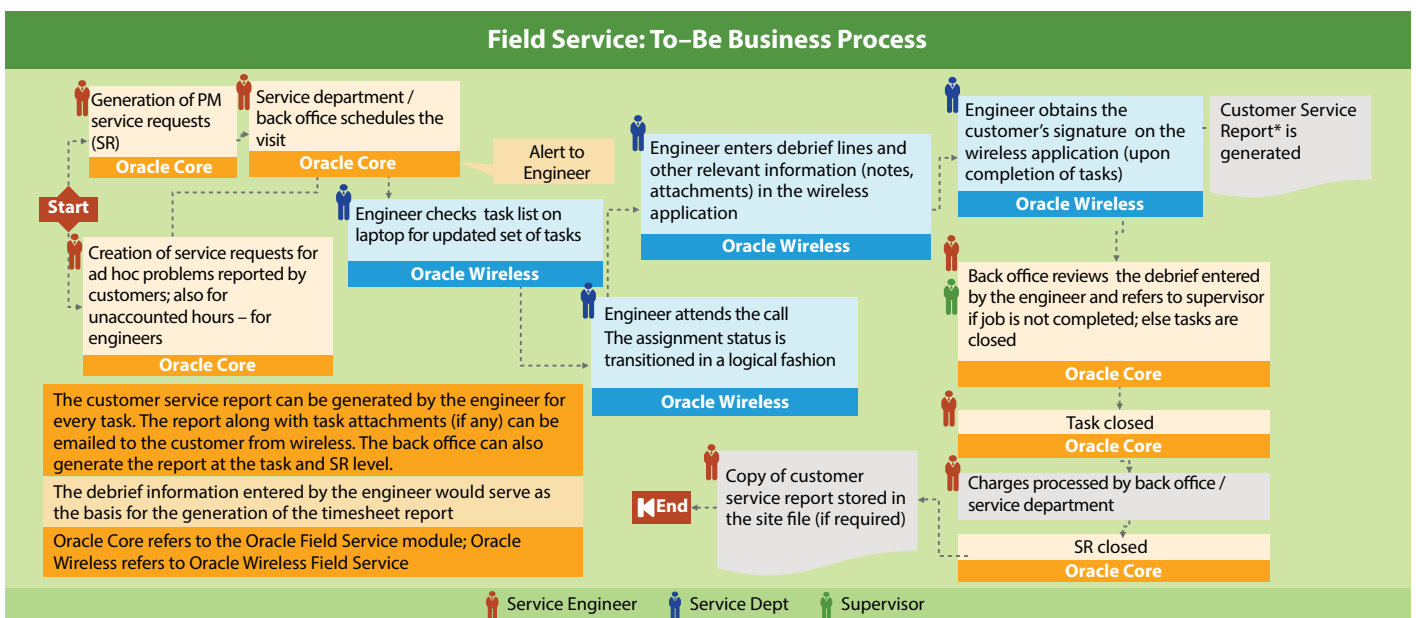 Field Service: To–Be Business Process
Generation of PM
service requests
(SR)
Oracle Core
Service department /
back office schedules the
visit
Oracle Core
Alert to
Engineer
Start
Creation of service requests for
ad hoc problems reported by
customers; also for
unaccounted hours – for
engineers
Oracle Core
Engineer checks task list on
laptop for updated set of tasks
Oracle Wireless
Engineer attends the call
The assignment status is
transitioned in a logical fashion
Oracle Wireless
Engineer enters debrief lines and
other relevant information (notes,
attachments) in the wireless
application
Oracle Wireless
Engineer obtains the
customer’s signature on the
wireless application (upon
completion of tasks)
Oracle Wireless
Customer Service
Report* is
generated
Back office reviews the debrief entered
by the engineer and refers to supervisor
if job is not completed; else tasks are
closed
Oracle Core
Task closed
Oracle Core
Charges processed by back office /
service department
SR closed
Oracle Core
Copy of customer
service report stored in
the site file (if required)
End
The customer service report can be generated by the engineer for
every task. The report along with task attachments (if any) can be
emailed to the customer from wireless. The back office can also
generate the report at the task and SR level.
The debrief information entered by the engineer would serve as
the basis for the generation of the timesheet report
Oracle Core refers to the Oracle Field Service module; Oracle
Wireless refers to Oracle Wireless Field Service
Service Engineer
Service Dept
Supervisor